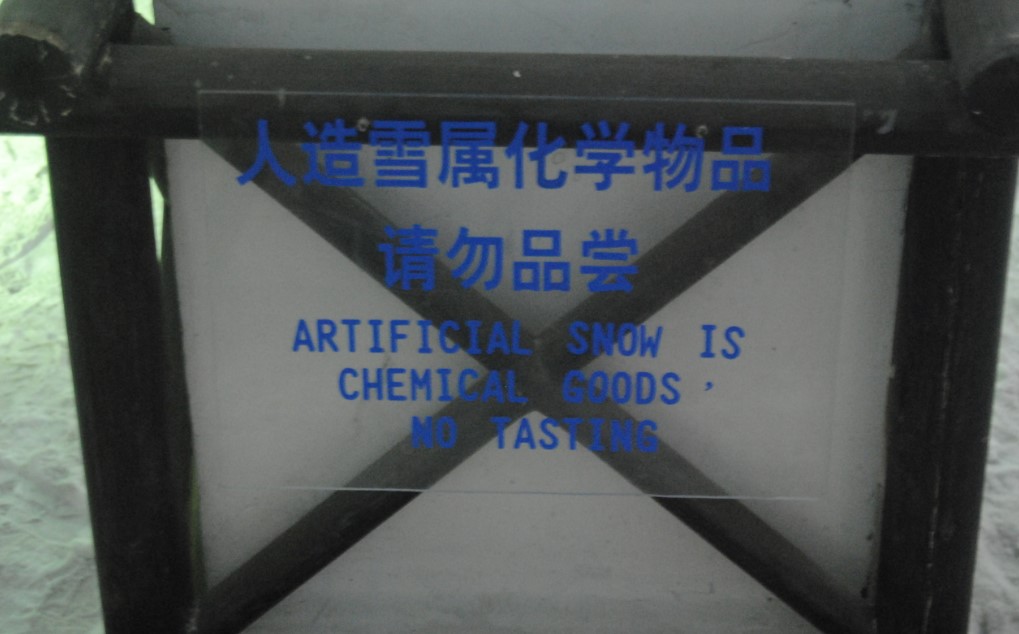 人造雪属化学物品
请勿品尝
ARTIFICIAL SNOW IS
CHEMICAL GOODS ,
NO TASTING